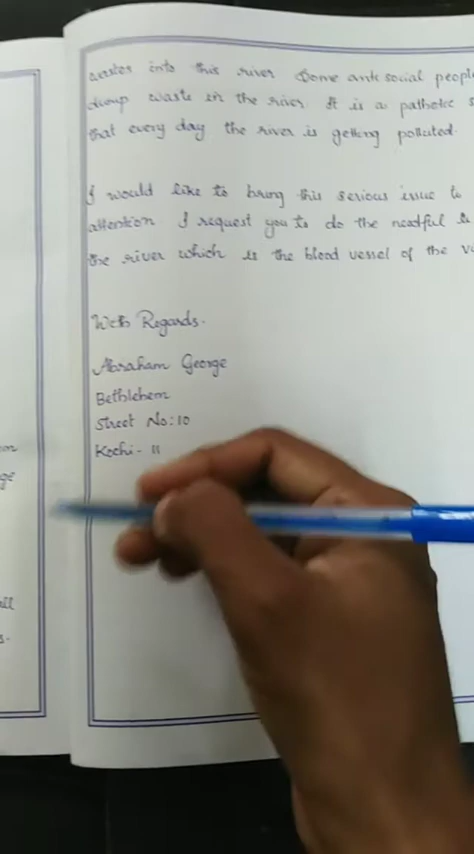 wastes into this river Some anti social people
dump waste in the river. It is a pathetic s
that every day the river is getting polluted.
I would like to bring this serious issue to
attention I request you to do the needful
the river which is the blood vessel of the v
With Regards.
Abraham George
Bethlehem
Street No: 10
Kochi - 11